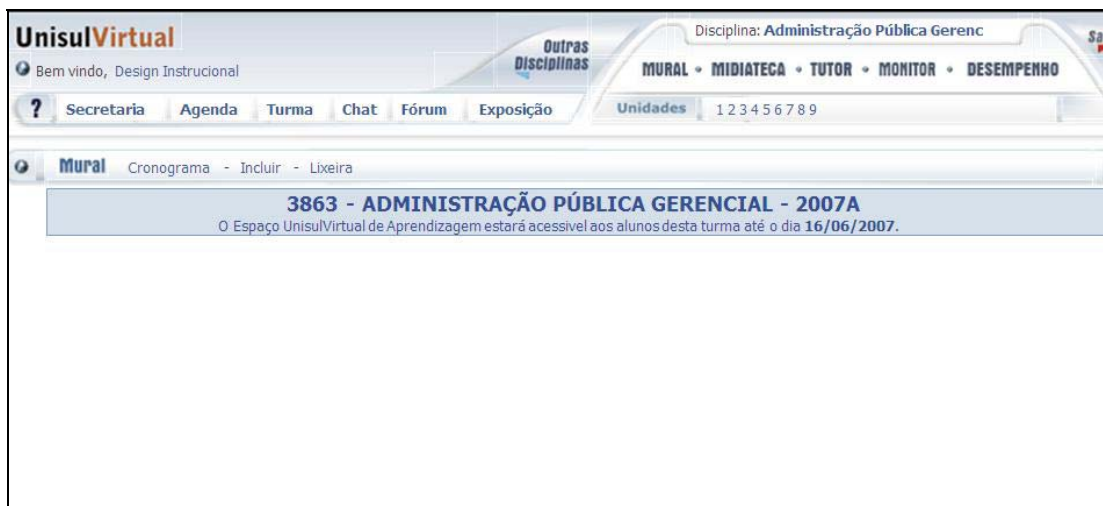 UnisulVirtual
Bem vindo, Design Instrucional
Outras
Disciplinas
Disciplina: Administração Pública Gerenc
MURAL • MIDIATECA • TUTOR • MONITOR • DESEMPENHO
? Secretaria Agenda Turma Chat Fórum Exposição
Unidades 1 2 3 4 5 6 7 8 9
Mural Cronograma - Incluir - Lixeira
3863 - ADMINISTRAÇÃO PÚBLICA GERENCIAL - 2007A
O Espaço UnisulVirtual de Aprendizagem estará acessivel aos alunos desta turma até o dia 16/06/2007.